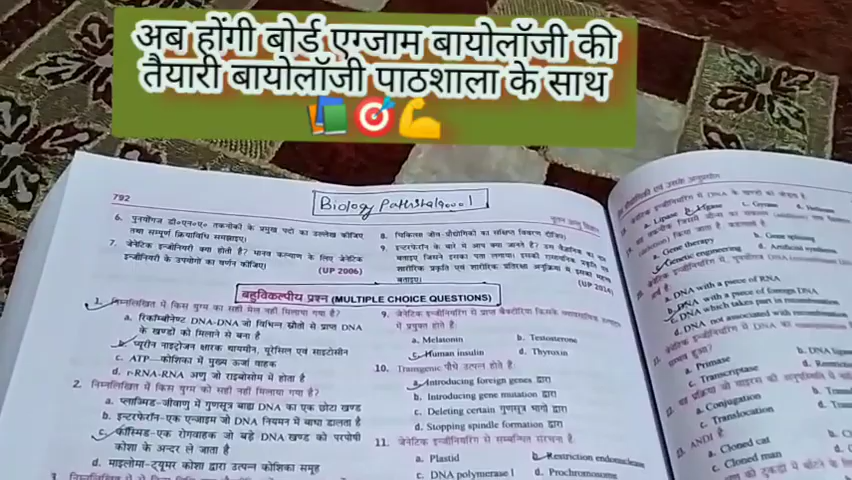 अब होंगी बोर्ड एग्जाम बायोलॉजी की
तैयारी बायोलॉजी पाठशाला के साथ
792
Biology Pathshala9001
6. पुनर्योगज डी०एन०ए० तकनीकी के प्रमुख पदों का उल्लेख कीजिए
तथा सम्पूर्ण क्रियाविधि समझाइए।
7. जेनेटिक इन्जीनियरी क्या होती है? मानव कल्याण के लिए जेनेटिक
इन्जीनियरी के उपयोगों का वर्णन कीजिए।
(UP 2006)
8. चिकित्सा जैव-प्रौद्योगिकी का संक्षिप्त विवरण दीजिए।
9. इन्टरफेरॉन के बारे में आप क्या जानते हैं?
(UP 2014)
बहुविकल्पीय प्रश्न (MULTIPLE CHOICE QUESTIONS)
1. निम्नलिखित में किस युग्म का सही मेल नहीं मिलाया गया है?
a. रिकॉम्बीनेन्ट DNA-DNA जो विभिन्न स्रोतों से प्राप्त DNA
के खण्डों को मिलाने से बना है
b. प्यूरीन नाइट्रोजन क्षारक थायमीन, यूरेसिल एवं साइटोसीन
c. ATP—कोशिका में मुख्य ऊर्जा वाहक
d. r-RNA-RNA अणु जो राइबोसोम में होता है
2. निम्नलिखित में किस युग्म को सही नहीं मिलाया गया है?
a. प्लाज्मिड-जीवाणु में गुणसूत्र बाह्य DNA का एक छोटा खण्ड
b. इन्टरफेरॉन-एक एन्जाइम जो DNA नियमन में बाधा डालता है
c. कॉस्मिड-एक रोगवाहक जो बड़े DNA खण्ड को परपोषी
कोशा के अन्दर ले जाता है
d. माइलोमा-ट्यूमर कोशा द्वारा उत्पन्न कोशिका समूह
9. जेनेटिक इन्जीनियरिंग से प्राप्त बैक्टीरिया किसके
में प्रयुक्त होते हैं:
a. Melatonin
b. Testosterone
c. Human insulin
d. Thyroxin
10. Transgenic पौधे उत्पन्न होते हैं:
a. Introducing foreign genes द्वारा
b. Introducing gene mutation द्वारा
c. Deleting certain गुणसूत्र भागों द्वारा
d. Stopping spindle formation द्वारा
11. जेनेटिक इन्जीनियरिंग से सम्बन्धित संरचना है
a. Plastid
b. Restriction endonuclease
c. DNA polymerase I
d. Prochromosome
a. Lipase b. Ligase
a. Gene therapy
c. Genetic engineering
a. DNA with a piece of RNA
b. DNA with a piece of foreign DNA
c. DNA which takes part in recombination
d. DNA not associated with recombination
a. Primase
b. DNA
c. Transcriptase
a. Conjugation
c. Translocation
a. Cloned cat
c. Cloned man